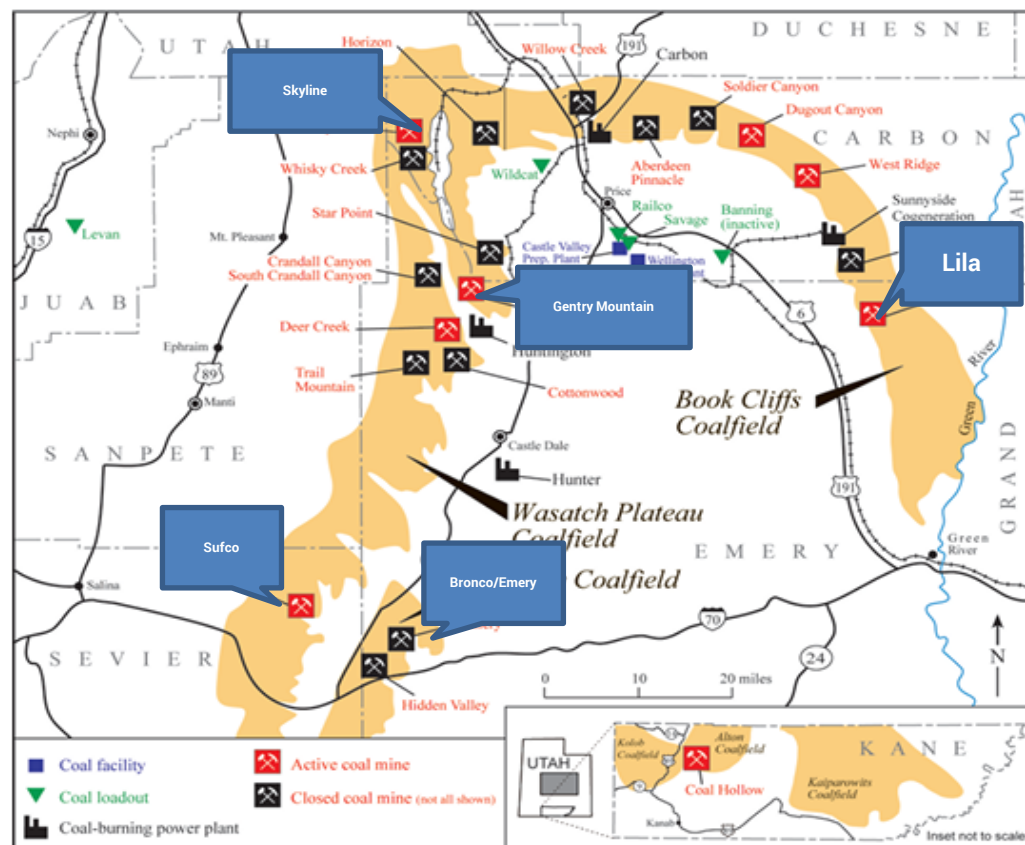 UTAH
DUCHESNE
Horizon
Willow Creek
191
Carbon
Skyline
Soldier Canyon
Dugout Canyon
Nephi
CARBON
Whisky Creek
Wildcat
Aberdeen
Pinnacle
West Ridge
Price
Star Point
Railco
Savage
Banning
(inactive)
Sunnyside
Cogeneration
15
Levan
Mt. Pleasant
Castle Valley
Prep. Plant
Wellington
Crandall Canyon
South Crandall Canyon
Lila
JUAB
Gentry Mountain
6
Deer Creek
Huntington
Ephraim
89
Trail
Mountain
Cottonwood
River
Manti
Book Cliffs
Coalfield
Green
SANPETE
Castle Dale
Hunter
191
GRAND
Wasatch Plateau
Coalfield
Sufco
EMERY
Green
River
Bronco/Emery
Coalfield
Salina
70
SEVIER
24
N
0 20 miles
Hidden Valley
Coal facility
Coal loadout
Coal-burning power plant
Active coal mine
Closed coal mine (not all shown)
UTAH
Kolob
Coalfield
Alton
Coalfield
KANE
9
Coal Hollow
Kaiparowits
Coalfield
Kanab
Inset not to scale